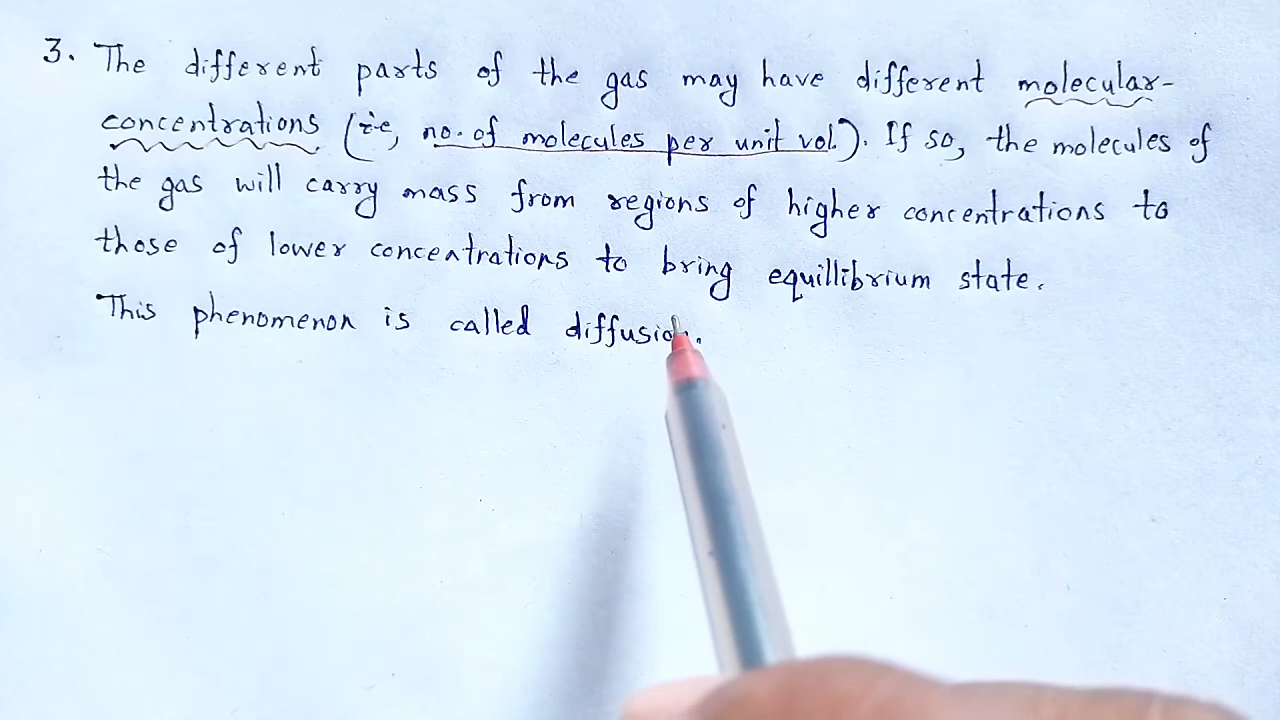 3. The different parts of the gas may have different molecular-
concentrations (i.e, no. of molecules per unit vol.). If so, the molecules of
the gas will carry mass from regions of higher concentrations to
those of lower concentrations to bring equillibrium state.
This phenomenon is called diffusion.